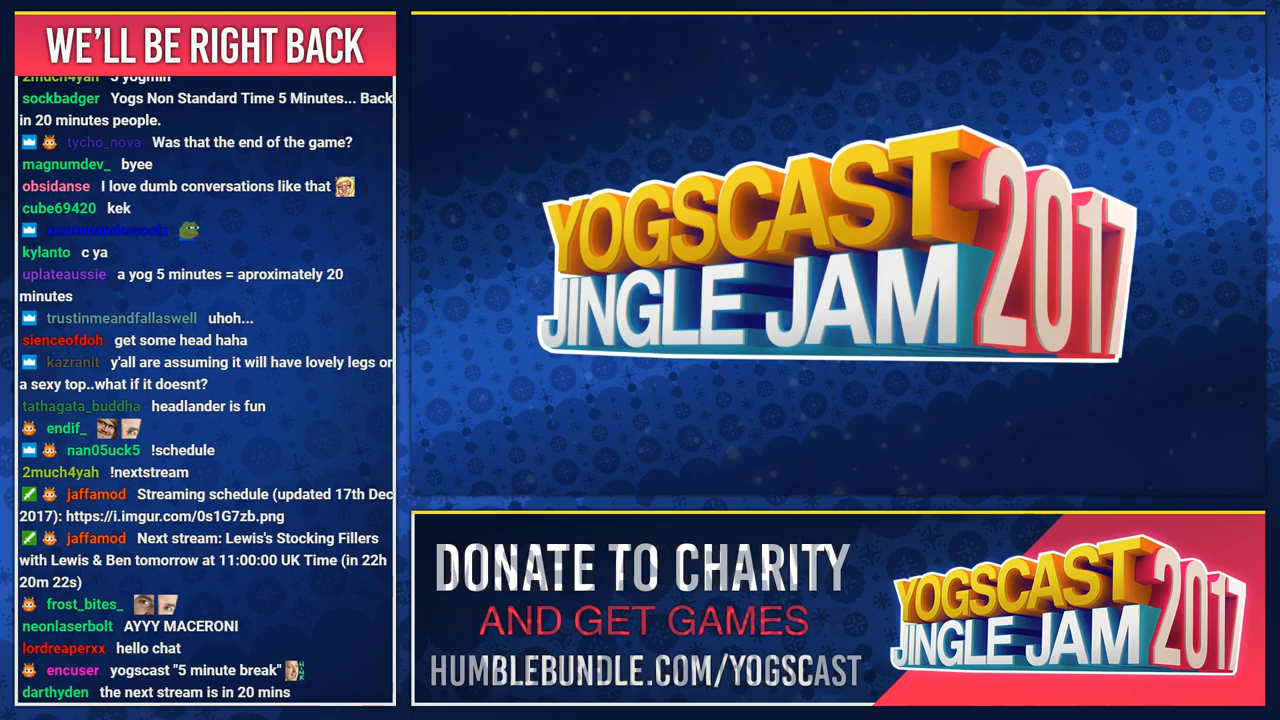 WE'LL BE RIGHT BACK
2much4yah 5 yogmin
sockbadger Yogs Non Standard Time 5 Minutes... Back
in 20 minutes people.
tycho_nova Was that the end of the game?
magnumdev_ byee
obsidanse I love dumb conversations like that
cube69420 kek
kylanto c ya
uplateaussie a yog 5 minutes = aproximately 20
minutes
trustinmeandfallaswell uhoh...
sienceofdoh get some head haha
kazranit y'all are assuming it will have lovely legs or
a sexy top..what if it doesnt?
tathagata_buddha headlander is fun
endif_
nan05uck5 !schedule
2much4yah !nextstream
jaffamod Streaming schedule (updated 17th Dec
2017): https://i.imgur.com/0s1G7zb.png
jaffamod Next stream: Lewis's Stocking Fillers
with Lewis & Ben tomorrow at 11:00:00 UK Time (in 22h
20m 22s)
frost_bites_
neonlaserbolt AYYY MACERONI
lordreaperxx hello chat
encuser yogscast "5 minute break"
darthyden the next stream is in 20 mins
YOGSCAST
JINGLE JAM 2017
DONATE TO CHARITY
AND GET GAMES
HUMBLEBUNDLE.COM/YOGSCAST
YOGSCAST
JINGLE JAM 2017